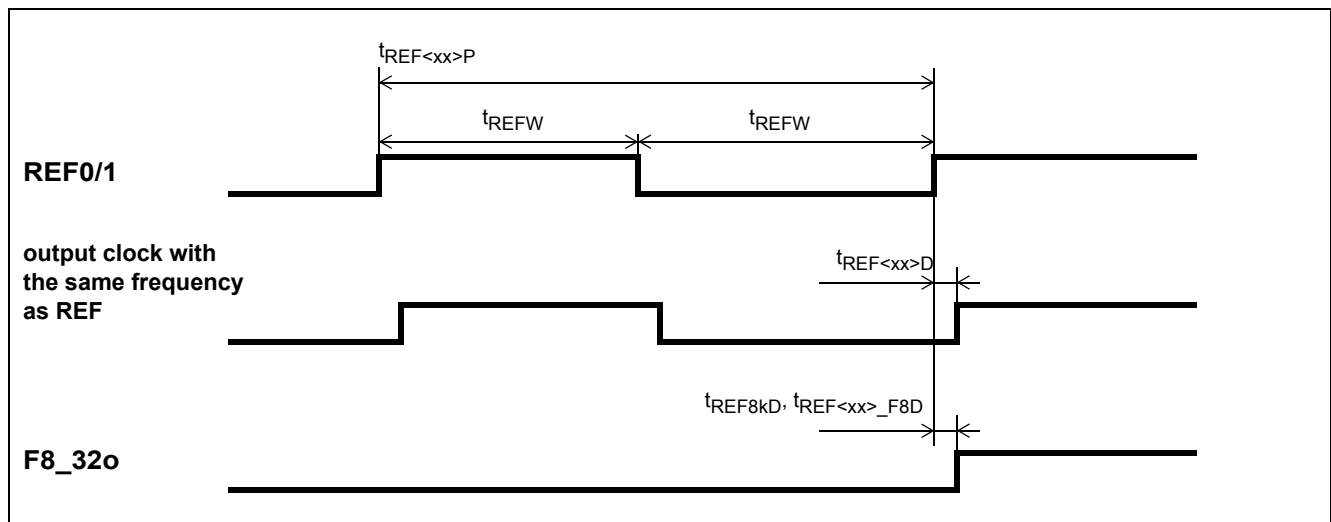 tREF<xx>P
tREFW
tREFW
REF0/1
output clock with
the same frequency
as REF
tREF<xx>D
tREF8kD, tREF<xx>_F8D
F8_32o